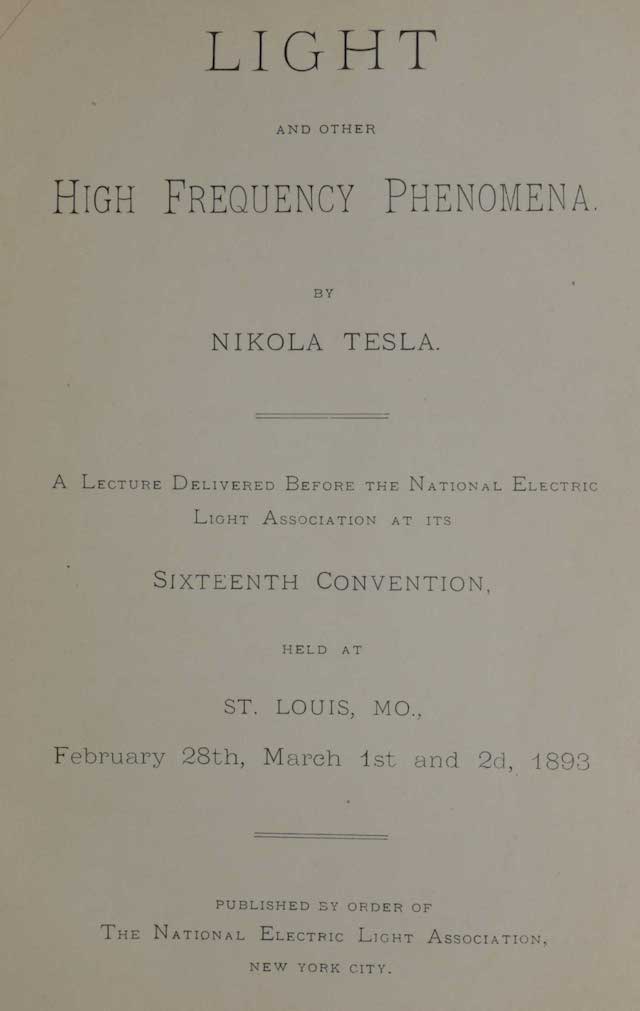 LIGHT
AND OTHER
HIGH FREQUENCY PHENOMENA.
BY
NIKOLA TESLA.
A LECTURE DELIVERED BEFORE THE NATIONAL ELECTRIC
LIGHT ASSOCIATION AT ITS
SIXTEENTH CONVENTION,
HELD AT
ST. LOUIS, MO.,
February 28th, March 1st and 2d, 1893
PUBLISHED BY ORDER OF
THE NATIONAL ELECTRIC LIGHT ASSOCIATION,
NEW YORK CITY.